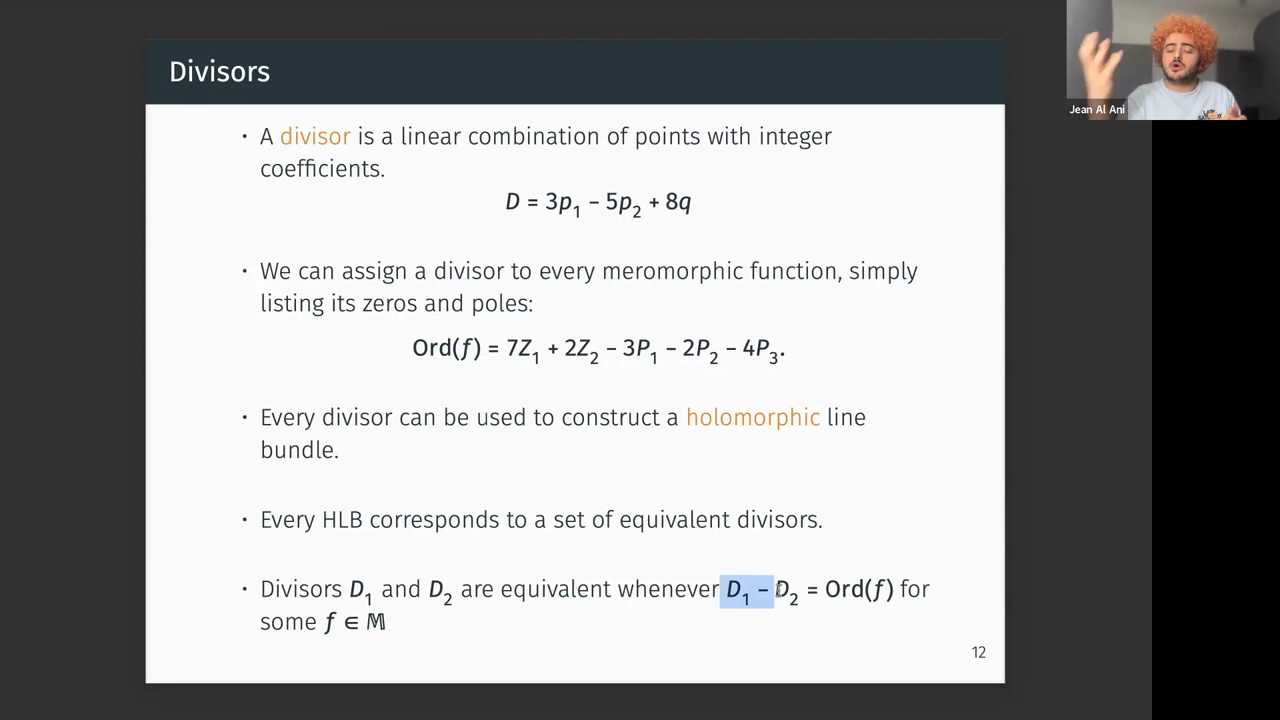 Divisors
Jean Al Ani
• A divisor is a linear combination of points with integer
coefficients.
D = 3p₁ − 5p₂ + 8q
• We can assign a divisor to every meromorphic function, simply
listing its zeros and poles:
Ord(f) = 7Z₁ + 2Z₂ − 3P₁ − 2P₂ − 4P₃.
• Every divisor can be used to construct a holomorphic line
bundle.
• Every HLB corresponds to a set of equivalent divisors.
• Divisors D₁ and D₂ are equivalent whenever D₁ − D₂ = Ord(f) for
some f ∈ 𝕄
12